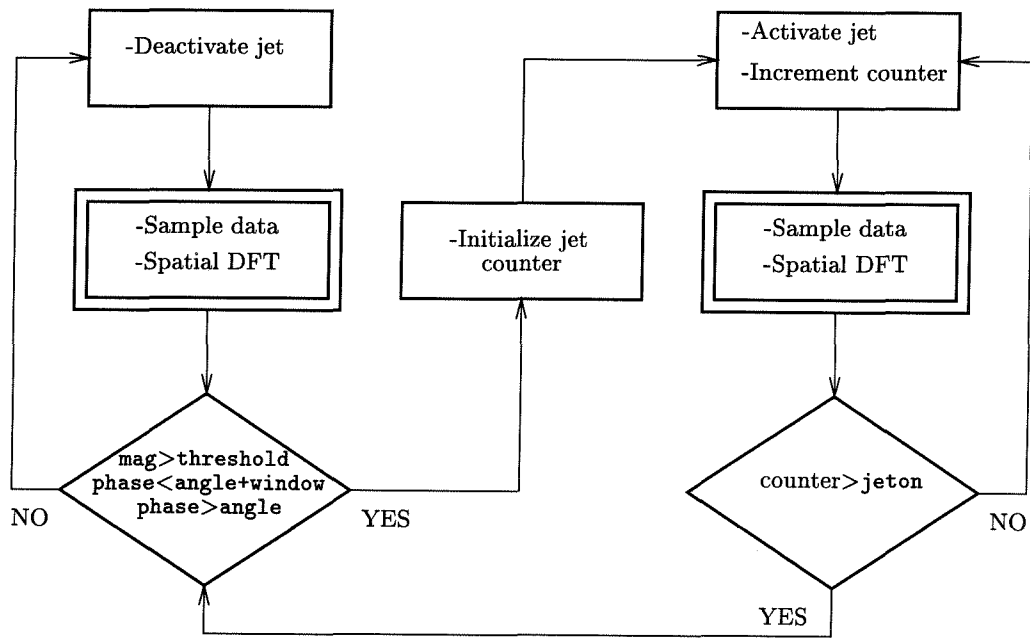 -Deactivate jet
-Sample data
-Spatial DFT
mag>threshold
phase<angle+window
phase>angle
NO
YES
-Initialize jet
counter
-Activate jet
-Increment counter
-Sample data
-Spatial DFT
counter>jeton
NO
YES